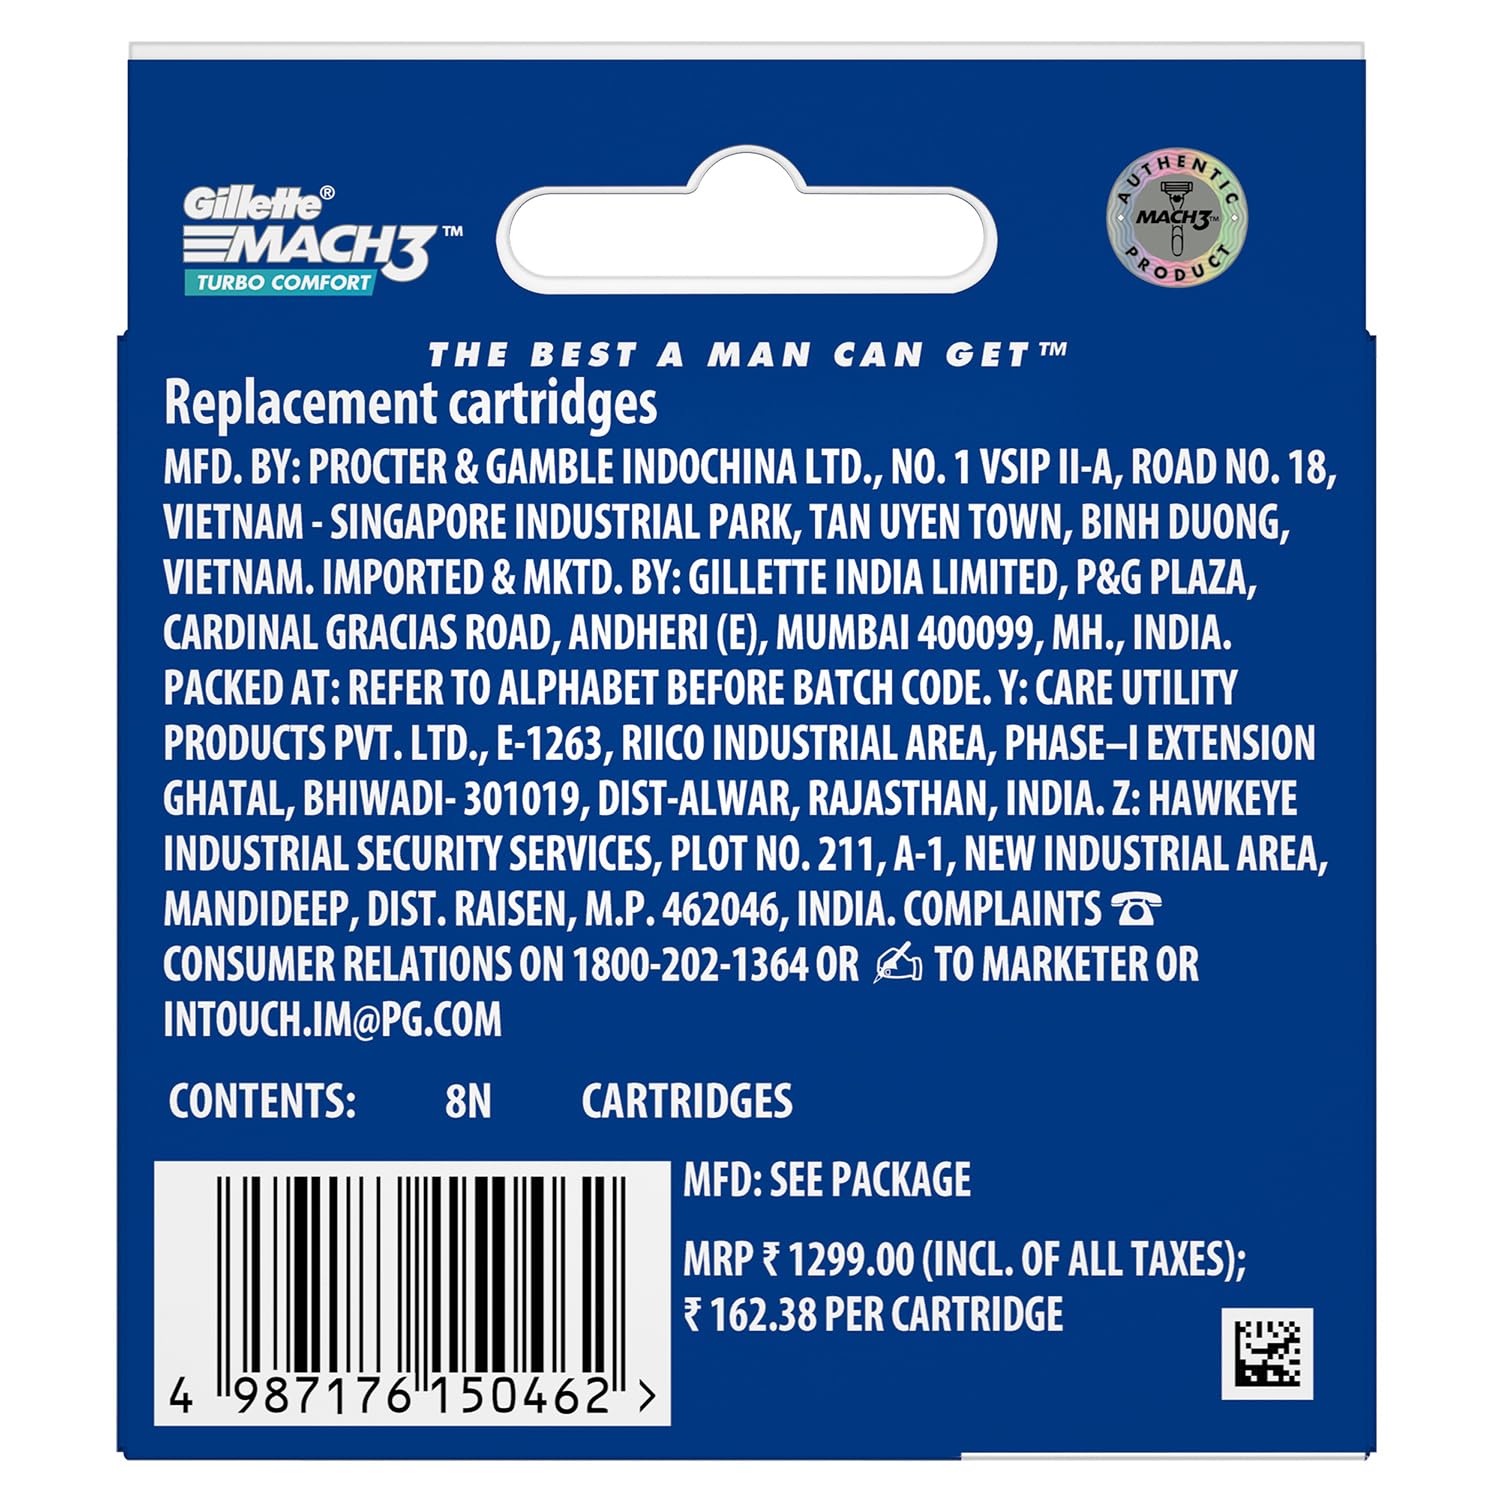 Gillette®
MACH3™
TURBO COMFORT
AUTHENTIC
MACH3™
PRODUCT
THE BEST A MAN CAN GET™
Replacement cartridges
MFD. BY: PROCTER & GAMBLE INDOCHINA LTD., NO. 1 VSIP II-A, ROAD NO. 18,
VIETNAM - SINGAPORE INDUSTRIAL PARK, TAN UYEN TOWN, BINH DUONG,
VIETNAM. IMPORTED & MKTD. BY: GILLETTE INDIA LIMITED, P&G PLAZA,
CARDINAL GRACIAS ROAD, ANDHERI (E), MUMBAI 400099, MH., INDIA.
PACKED AT: REFER TO ALPHABET BEFORE BATCH CODE. Y: CARE UTILITY
PRODUCTS PVT. LTD., E-1263, RIICO INDUSTRIAL AREA, PHASE–I EXTENSION
GHATAL, BHIWADI- 301019, DIST-ALWAR, RAJASTHAN, INDIA. Z: HAWKEYE
INDUSTRIAL SECURITY SERVICES, PLOT NO. 211, A-1, NEW INDUSTRIAL AREA,
MANDIDEEP, DIST. RAISEN, M.P. 462046, INDIA. COMPLAINTS ☎
CONSUMER RELATIONS ON 1800-202-1364 OR ✍ TO MARKETER OR
INTOUCH.IM@PG.COM
CONTENTS: 8N CARTRIDGES
MFD: SEE PACKAGE
MRP ₹ 1299.00 (INCL. OF ALL TAXES);
₹ 162.38 PER CARTRIDGE
4 987176 150462 >